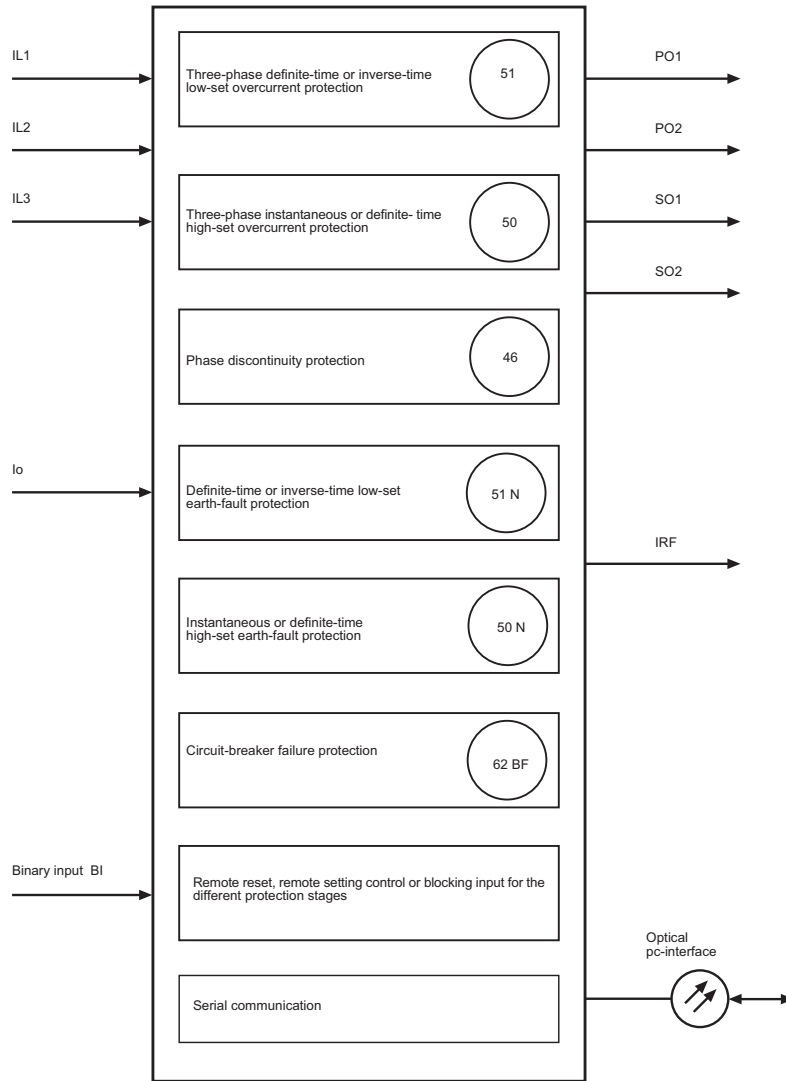 IL1
Three-phase definite-time or inverse-time
low-set overcurrent protection
51
PO1
IL2
PO2
IL3
Three-phase instantaneous or definite- time
high-set overcurrent protection
50
SO1
SO2
Phase discontinuity protection
46
Io
Definite-time or inverse-time low-set
earth-fault protection
51 N
IRF
Instantaneous or definite-time
high-set earth-fault protection
50 N
Circuit-breaker failure protection
62 BF
Binary input BI
Remote reset, remote setting control or blocking input for the
different protection stages
Optical
pc-interface
Serial communication